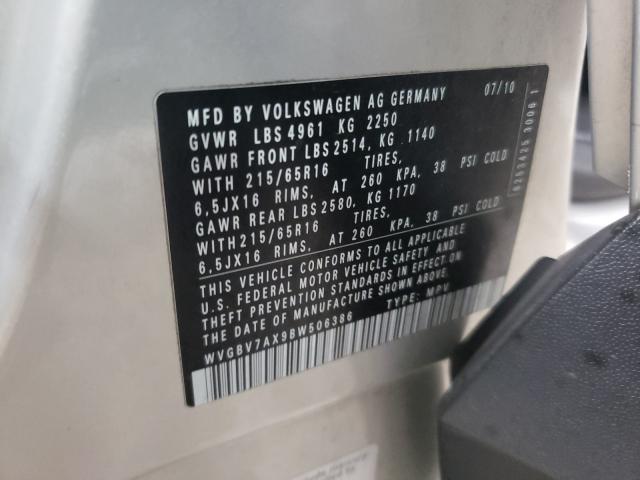 MFD BY VOLKSWAGEN AG GERMANY 07/10
GVWR LBS 4961 KG 2250
GAWR FRONT LBS 2514, KG 1140
WITH 215/65R16 TIRES,
6,5JX16 RIMS, AT 260 KPA, 38 PSI COLD
GAWR REAR LBS 2580, KG 1170
WITH 215/65R16 TIRES,
6,5JX16 RIMS, AT 260 KPA, 38 PSI COLD
THIS VEHICLE CONFORMS TO ALL APPLICABLE
U.S. FEDERAL MOTOR VEHICLE SAFETY AND
THEFT PREVENTION STANDARDS IN EFFECT ON
THE DATE OF MANUFACTURE SHOWN ABOVE.
WVGBV7AX9BW506386 TYPE: MPV